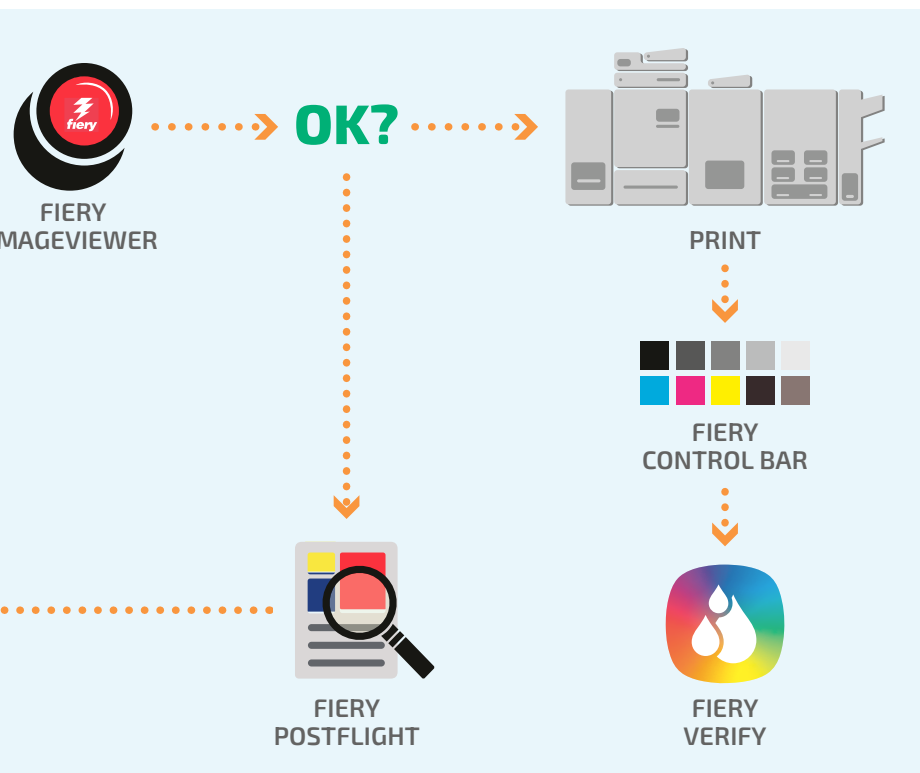 fiery
OK?
FIERY
MAGEVIEWER
PRINT
FIERY
CONTROL BAR
FIERY
POSTFLIGHT
FIERY
VERIFY